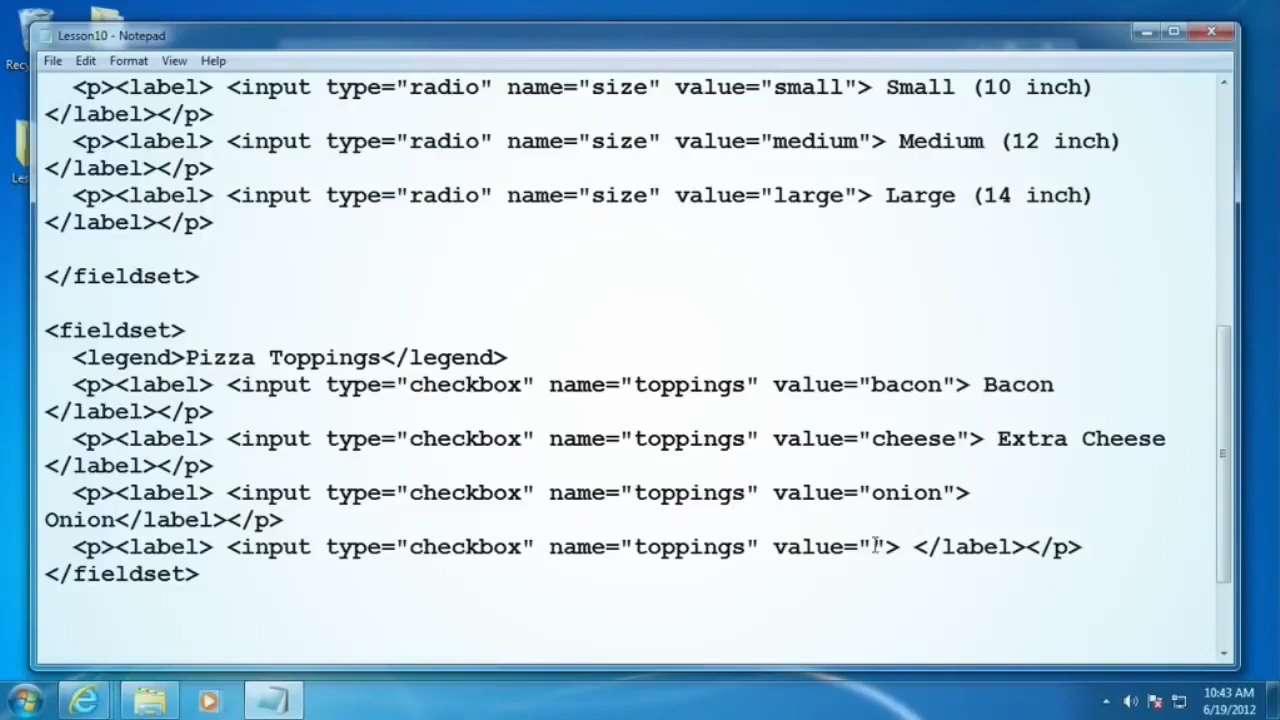 Lesson10 - Notepad
File Edit Format View Help
<p><label> <input type="radio" name="size" value="small"> Small (10 inch)
</label></p>
<p><label> <input type="radio" name="size" value="medium"> Medium (12 inch)
</label></p>
<p><label> <input type="radio" name="size" value="large"> Large (14 inch)
</label></p>
</fieldset>
<fieldset>
<legend>Pizza Toppings</legend>
<p><label> <input type="checkbox" name="toppings" value="bacon"> Bacon
</label></p>
<p><label> <input type="checkbox" name="toppings" value="cheese"> Extra Cheese
</label></p>
<p><label> <input type="checkbox" name="toppings" value="onion">
Onion</label></p>
<p><label> <input type="checkbox" name="toppings" value=""> </label></p>
</fieldset>
Recy
Les
10:43 AM
6/19/2012